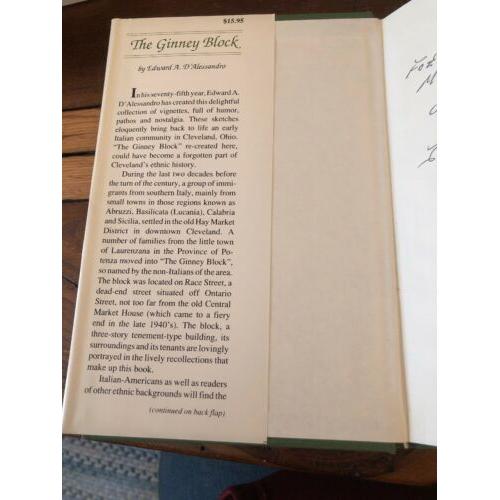 $15.95
The Ginney Block
by Edward A. D'Alessandro
In his seventy-fifth year, Edward A.
D'Alessandro has created this delightful
collection of vignettes, full of humor,
pathos and nostalgia. These sketches
eloquently bring back to life an early
Italian community in Cleveland, Ohio.
"The Ginney Block" re-created here,
could have become a forgotten part of
Cleveland's ethnic history.
During the last two decades before
the turn of the century, a group of immi-
grants from southern Italy, mainly from
small towns in those regions known as
Abruzzi, Basilicata (Lucania), Calabria
and Sicilia, settled in the old Hay Market
District in downtown Cleveland. A
number of families from the little town
of Laurenzana in the Province of Po-
tenza moved into "The Ginney Block",
so named by the non-Italians of the area.
The block was located on Race Street, a
dead-end street situated off Ontario
Street, not too far from the old Central
Market House (which came to a fiery
end in the late 1940's). The block, a
three-story tenement-type building, its
surroundings and its tenants are lovingly
portrayed in the lively recollections that
make up this book.
Italian-Americans as well as readers
of other ethnic backgrounds will find the
(continued on back flap)